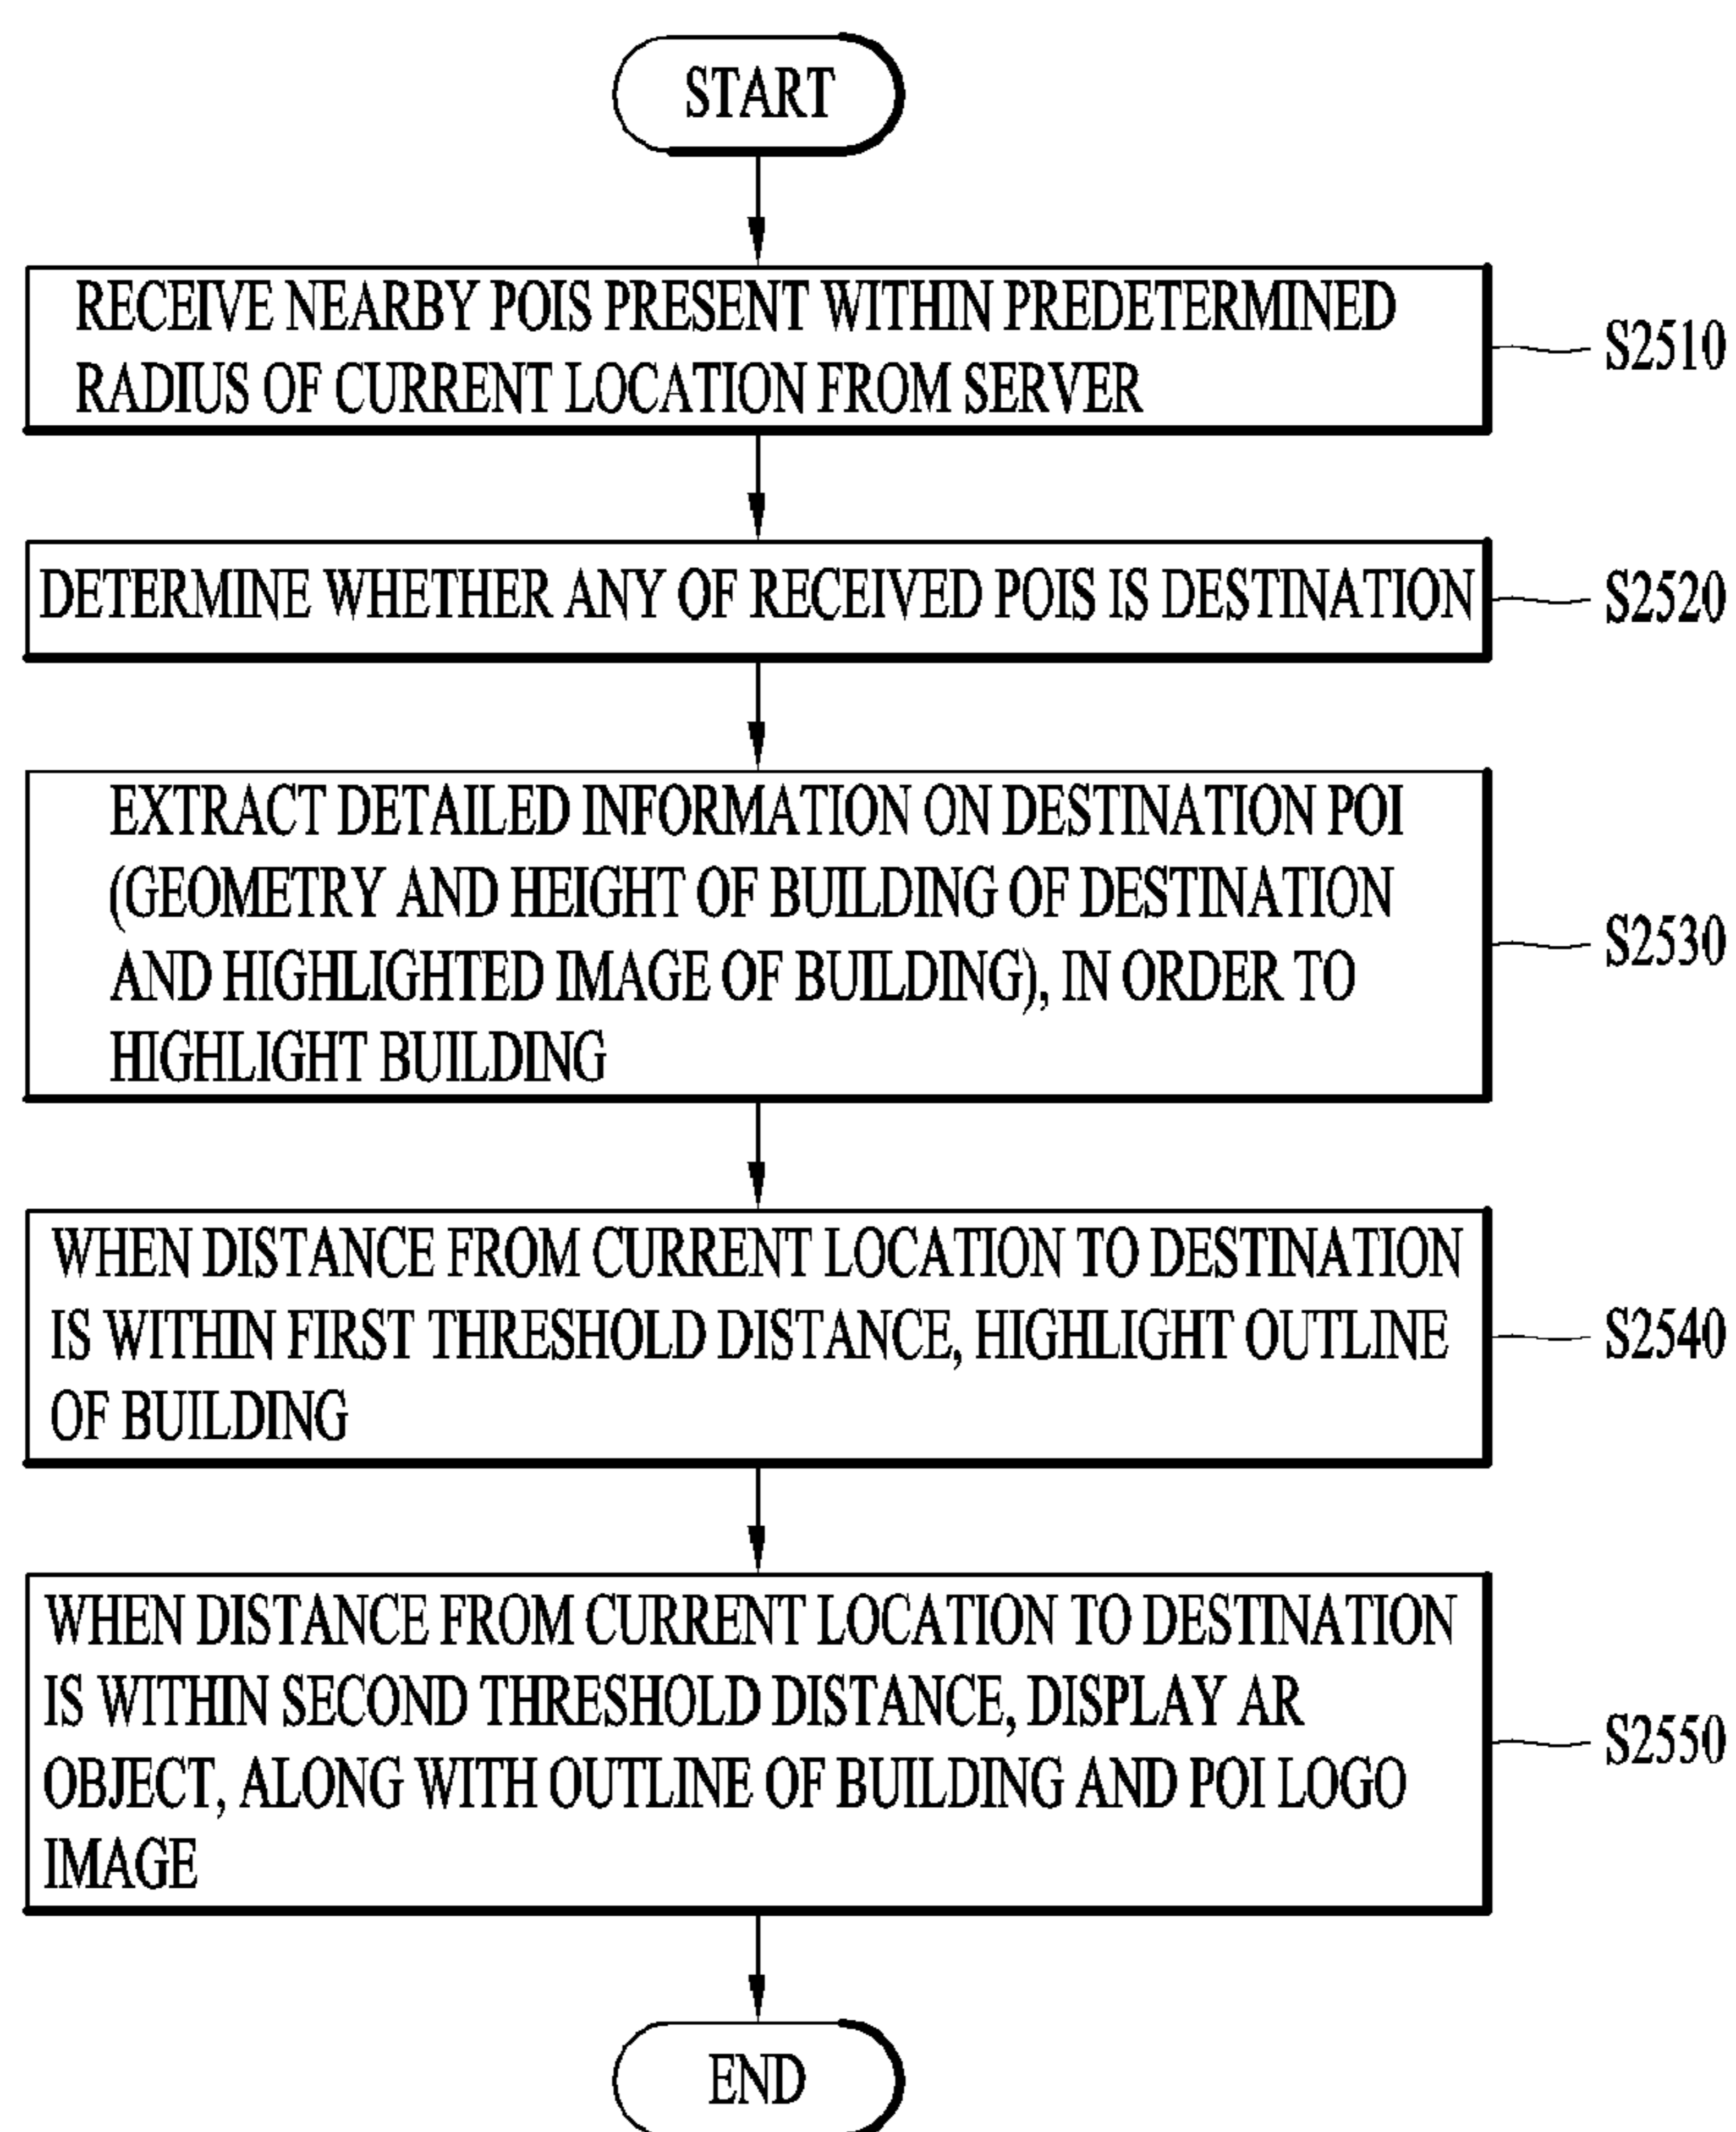 START
RECEIVE NEARBY POIS PRESENT WITHIN PREDETERMINED
RADIUS OF CURRENT LOCATION FROM SERVER
S2510
DETERMINE WHETHER ANY OF RECEIVED POIS IS DESTINATION
S2520
EXTRACT DETAILED INFORMATION ON DESTINATION POI
(GEOMETRY AND HEIGHT OF BUILDING OF DESTINATION
AND HIGHLIGHTED IMAGE OF BUILDING), IN ORDER TO
HIGHLIGHT BUILDING
S2530
WHEN DISTANCE FROM CURRENT LOCATION TO DESTINATION
IS WITHIN FIRST THRESHOLD DISTANCE, HIGHLIGHT OUTLINE
OF BUILDING
S2540
WHEN DISTANCE FROM CURRENT LOCATION TO DESTINATION
IS WITHIN SECOND THRESHOLD DISTANCE, DISPLAY AR
OBJECT, ALONG WITH OUTLINE OF BUILDING AND POI LOGO
IMAGE
S2550
END